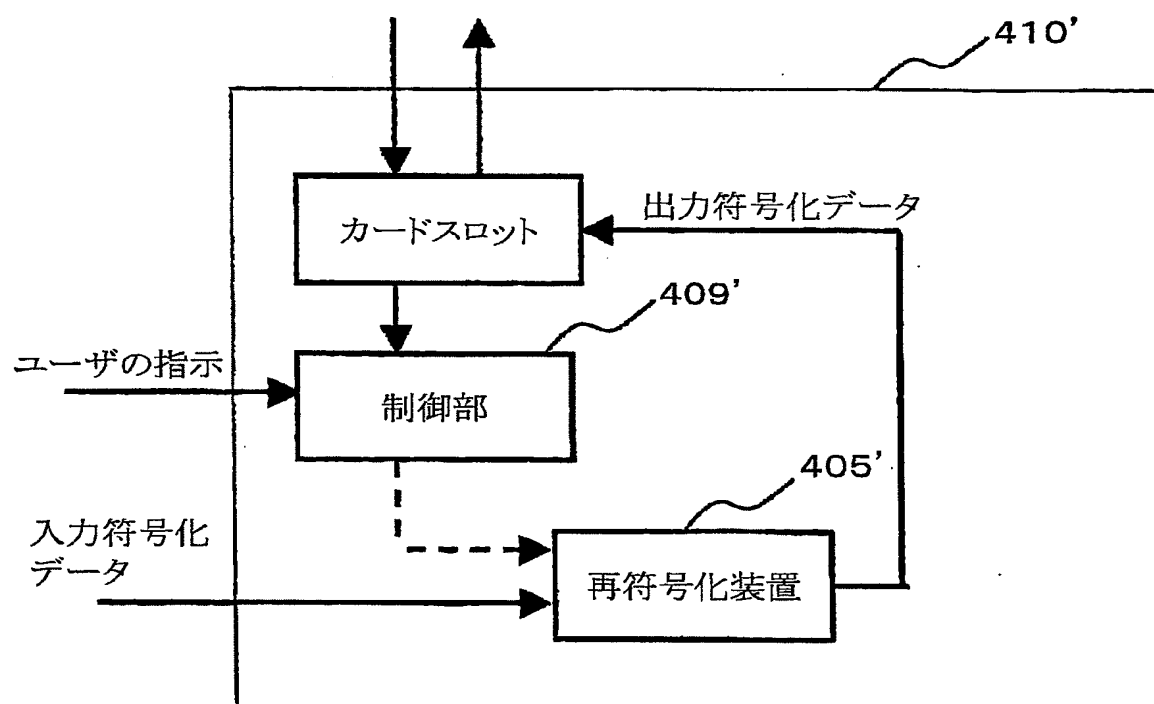 410’
カードスロット
出力符号化データ
409’
ユーザの指示
制御部
405’
入力符号化
データ
再符号化装置